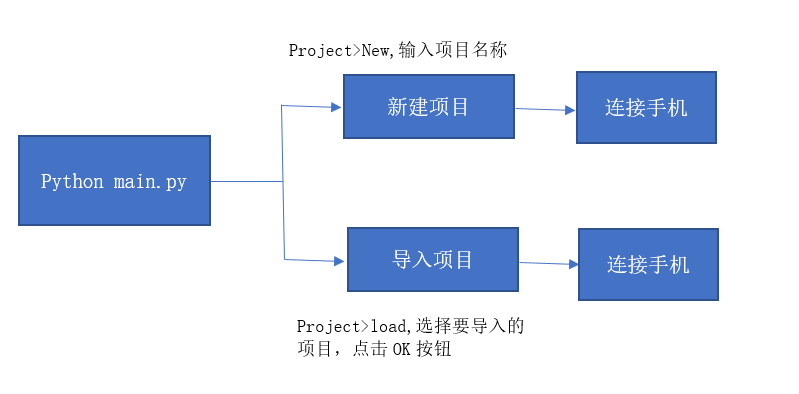 Project>New,输入项目名称
新建项目
连接手机
Python main.py
导入项目
连接手机
Project>load,选择要导入的
项目，点击 OK 按钮